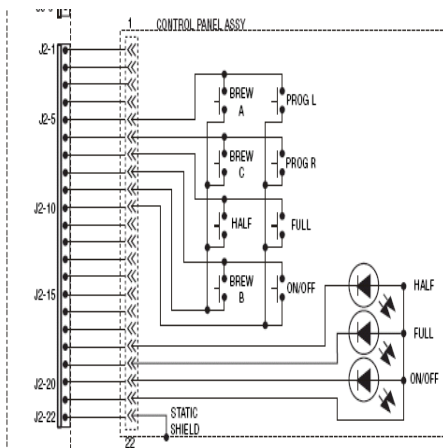 1 CONTROL PANEL ASSY
J2-1
BREW
A
PROG L
J2-5
BREW
C
PROG R
J2-10
HALF
FULL
BREW
B
ON/OFF
J2-15
HALF
FULL
J2-20
ON/OFF
J2-22
STATIC
SHIELD
22